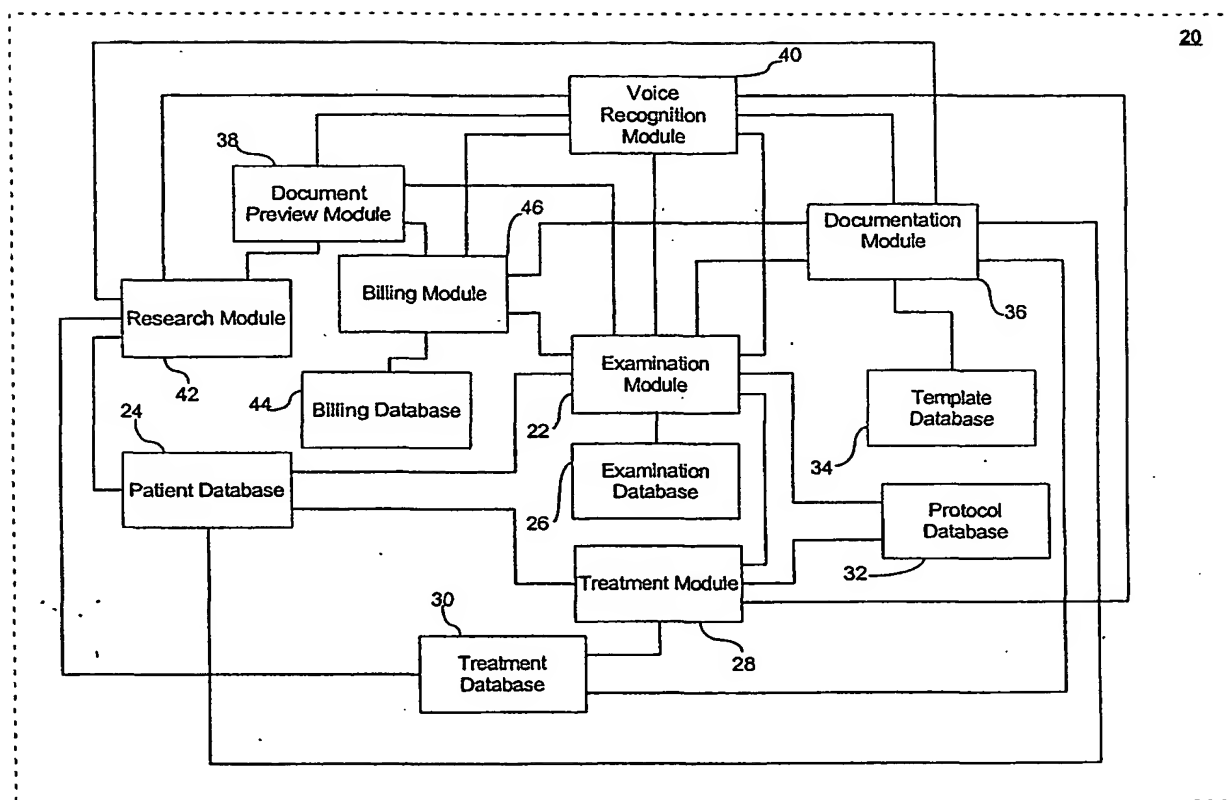 20
40
Voice
Recognition
Module
38
Document
Preview Module
46
Documentation
Module
Billing Module
36
Research Module
Examination
Module
42
44
Billing Database
Template
Database
24
22
34
Patient Database
Examination
Database
26
Protocol
Database
32
Treatment Module
30
28
Treatment
Database